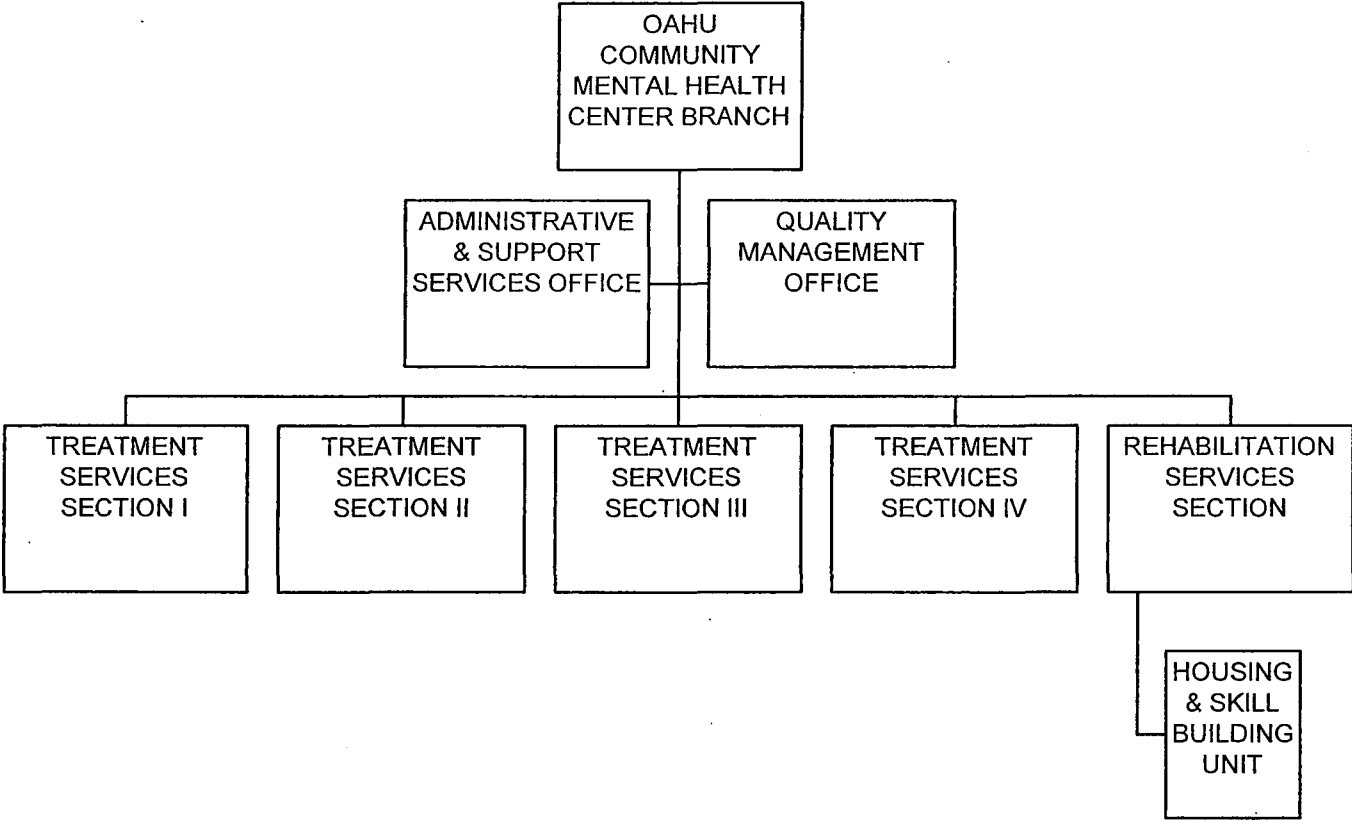 OAHU
COMMUNITY
MENTAL HEALTH
CENTER BRANCH
ADMINISTRATIVE
& SUPPORT
SERVICES OFFICE
QUALITY
MANAGEMENT
OFFICE
TREATMENT
SERVICES
SECTION I
TREATMENT
SERVICES
SECTION II
TREATMENT
SERVICES
SECTION III
TREATMENT
SERVICES
SECTION IV
REHABILITATION
SERVICES
SECTION
HOUSING
& SKILL
BUILDING
UNIT